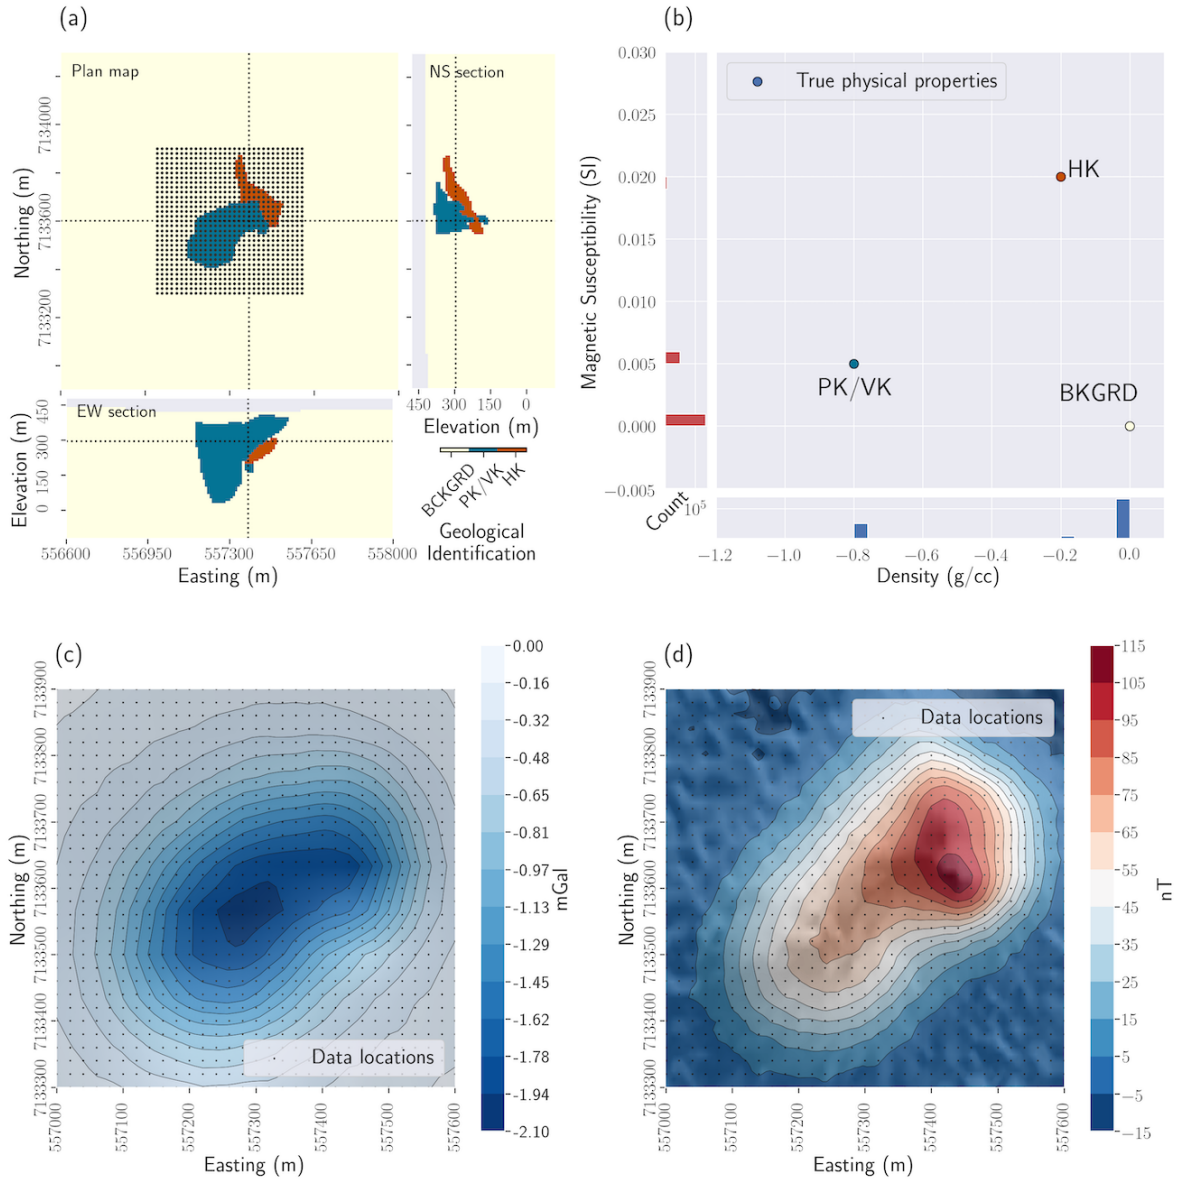 (a)
Plan map
NS section
Northing (m)
7134000
7133600
7133200
EW section
Elevation (m)
450
300
150
0
556600 556950 557300 557650 558000
Easting (m)
450 300 150 0
Elevation (m)
BCKGRD
PK/VK
HK
Geological
Identification
(b)
True physical properties
HK
PK/VK
BKGRD
Magnetic Susceptibility (SI)
0.030
0.025
0.020
0.015
0.010
0.005
0.000
−0.005
Count
10⁵
−1.2 −1.0 −0.8 −0.6 −0.4 −0.2 0.0
Density (g/cc)
(c)
Northing (m)
7133900
7133800
7133700
7133600
7133500
7133400
7133300
Data locations
557000 557100 557200 557300 557400 557500 557600
Easting (m)
0.00
-0.16
-0.32
-0.48
-0.65
-0.81
-0.97
-1.13
-1.29
-1.45
-1.62
-1.78
-1.94
-2.10
mGal
(d)
Northing (m)
7133900
7133800
7133700
7133600
7133500
7133400
7133300
Data locations
557000 557100 557200 557300 557400 557500 557600
Easting (m)
115
105
95
85
75
65
55
45
35
25
15
5
−5
−15
nT